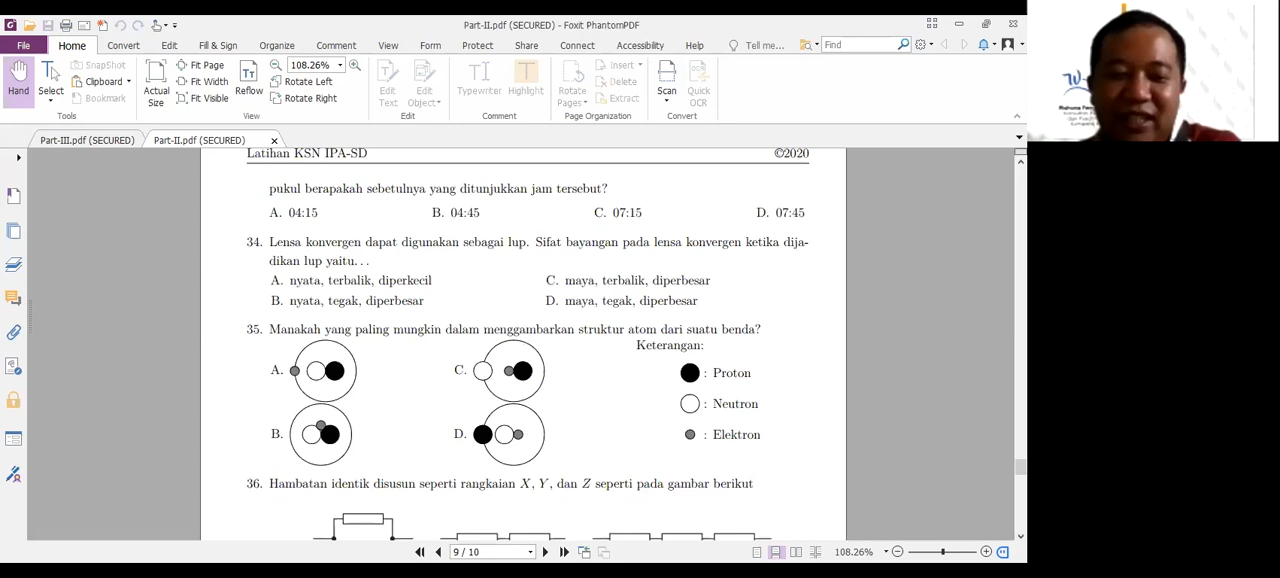 Part-II.pdf (SECURED) - Foxit PhantomPDF
File Home Convert Edit Fill & Sign Organize Comment View Form Protect Share Connect Accessibility Help Tell me... Find
Hand
Select
SnapShot
Clipboard
Bookmark
Tools
Actual Size
Fit Page
Fit Width
Fit Visible
Reflow
108.26%
Rotate Left
Rotate Right
View
Edit Text
Edit Object
Edit
Typewriter
Highlight
Comment
Rotate Pages
Insert
Delete
Extract
Page Organization
Scan
Quick OCR
Convert
Part-III.pdf (SECURED) Part-II.pdf (SECURED)
Latihan KSN IPA-SD ©2020
pukul berapakah sebetulnya yang ditunjukkan jam tersebut?
A. 04:15 B. 04:45 C. 07:15 D. 07:45
34. Lensa konvergen dapat digunakan sebagai lup. Sifat bayangan pada lensa konvergen ketika dija-
dikan lup yaitu...
A. nyata, terbalik, diperkecil C. maya, terbalik, diperbesar
B. nyata, tegak, diperbesar D. maya, tegak, diperbesar
35. Manakah yang paling mungkin dalam menggambarkan struktur atom dari suatu benda?
Keterangan:
A. C. : Proton
: Neutron
B. D. : Elektron
36. Hambatan identik disusun seperti rangkaian X, Y, dan Z seperti pada gambar berikut
9 / 10 108.26%